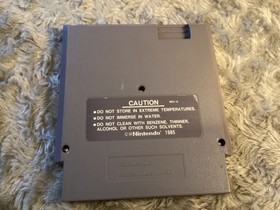 CAUTION
•DO NOT STORE IN EXTREME TEMPERATURES.
•DO NOT IMMERSE IN WATER.
•DO NOT CLEAN WITH BENZENE, THINNER,
ALCOHOL OR OTHER SUCH SOLVENTS.
©Nintendo 1985